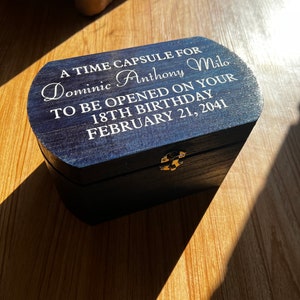 A TIME CAPSULE FOR
Dominic Anthony Milo
TO BE OPENED ON YOUR
18TH BIRTHDAY
FEBRUARY 21, 2041